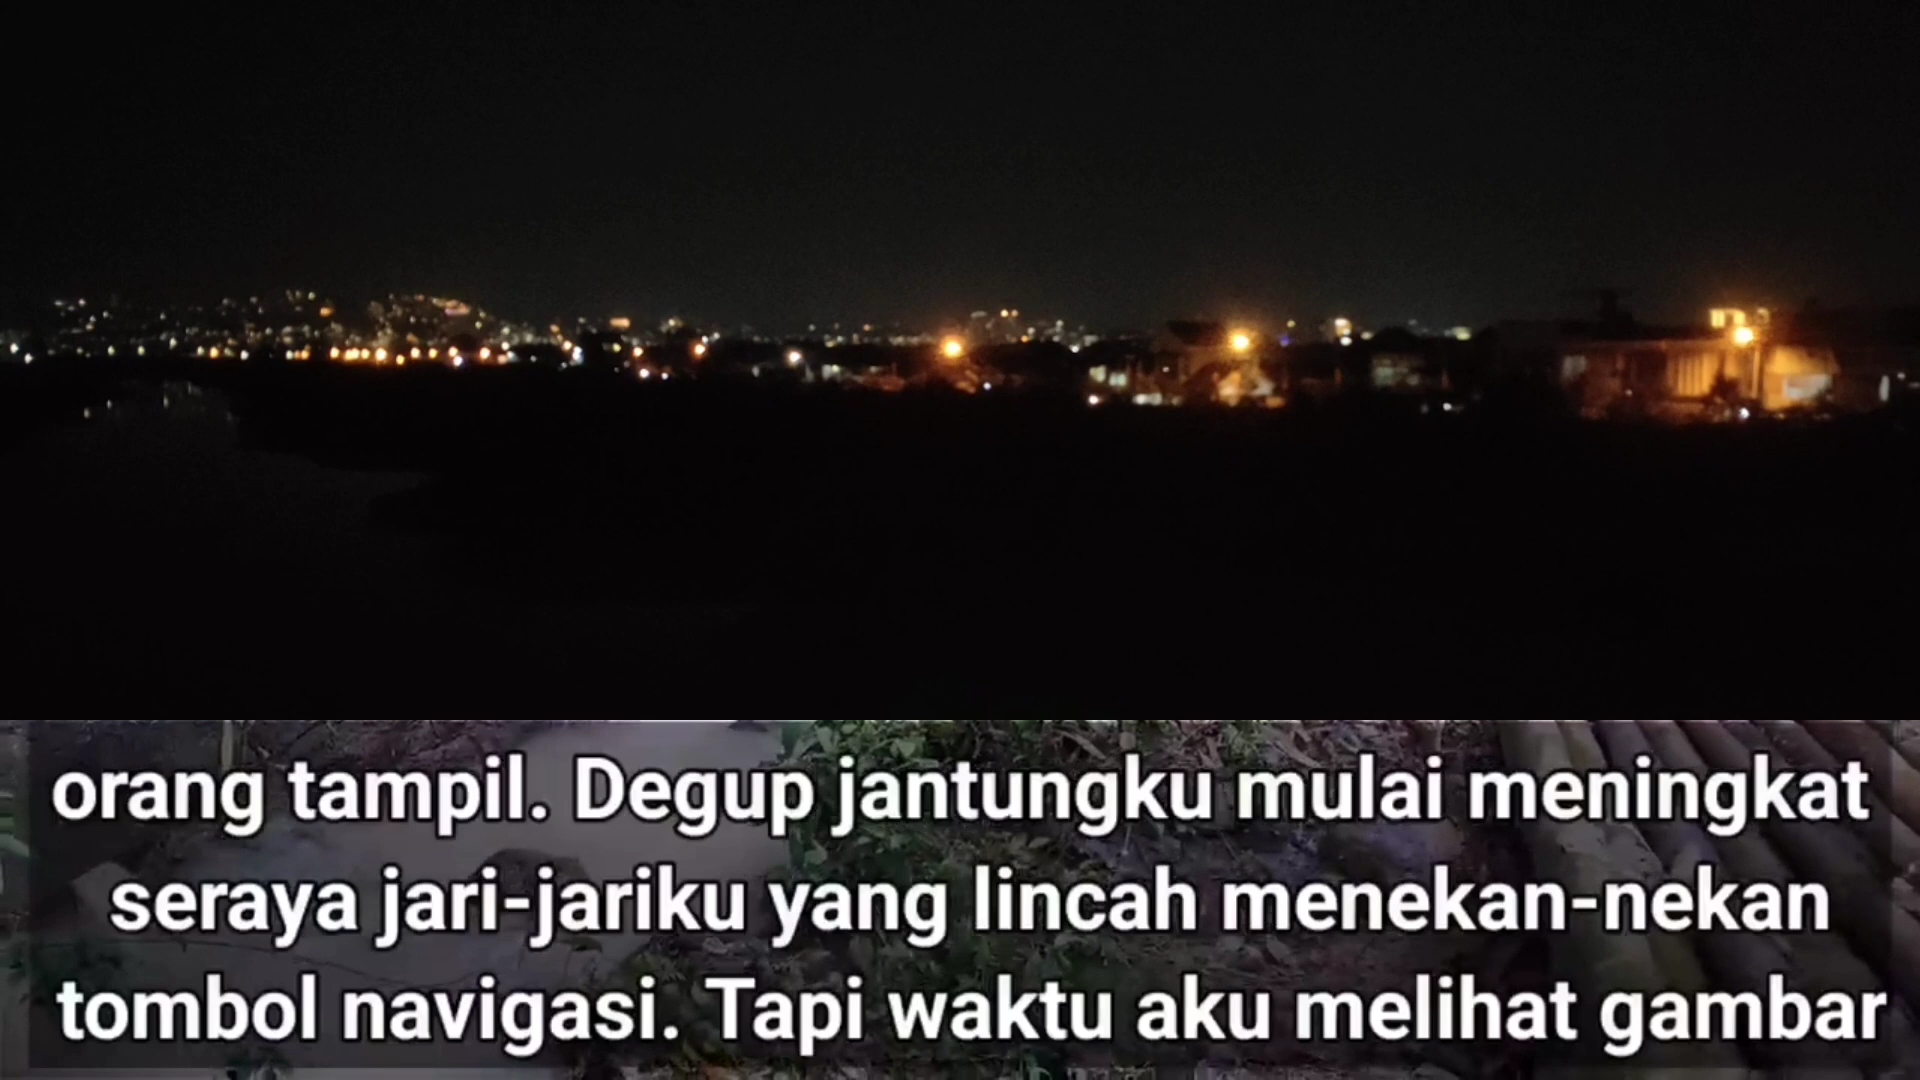 orang tampil. Degup jantungku mulai meningkat
seraya jari-jariku yang lincah menekan-nekan
tombol navigasi. Tapi waktu aku melihat gambar